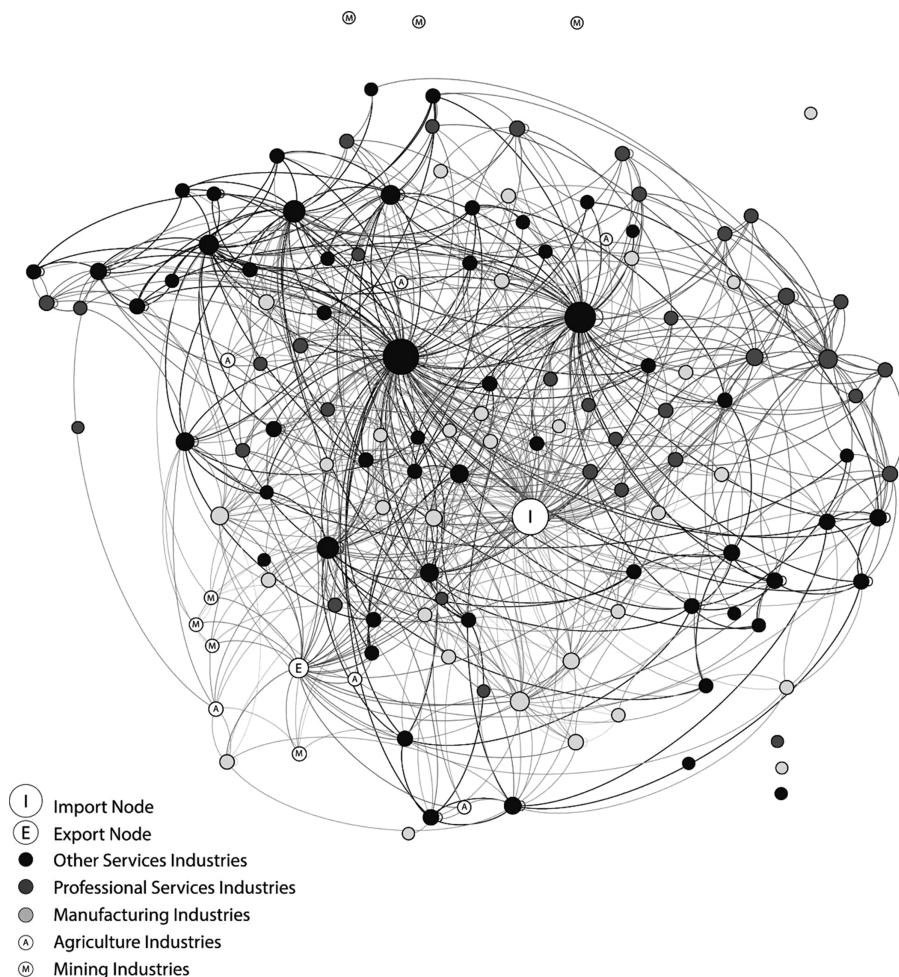 M
M
M
A
A
A
I
M
M
M
E
A
A
M
A
I Import Node
E Export Node
Other Services Industries
Professional Services Industries
Manufacturing Industries
A Agriculture Industries
M Mining Industries